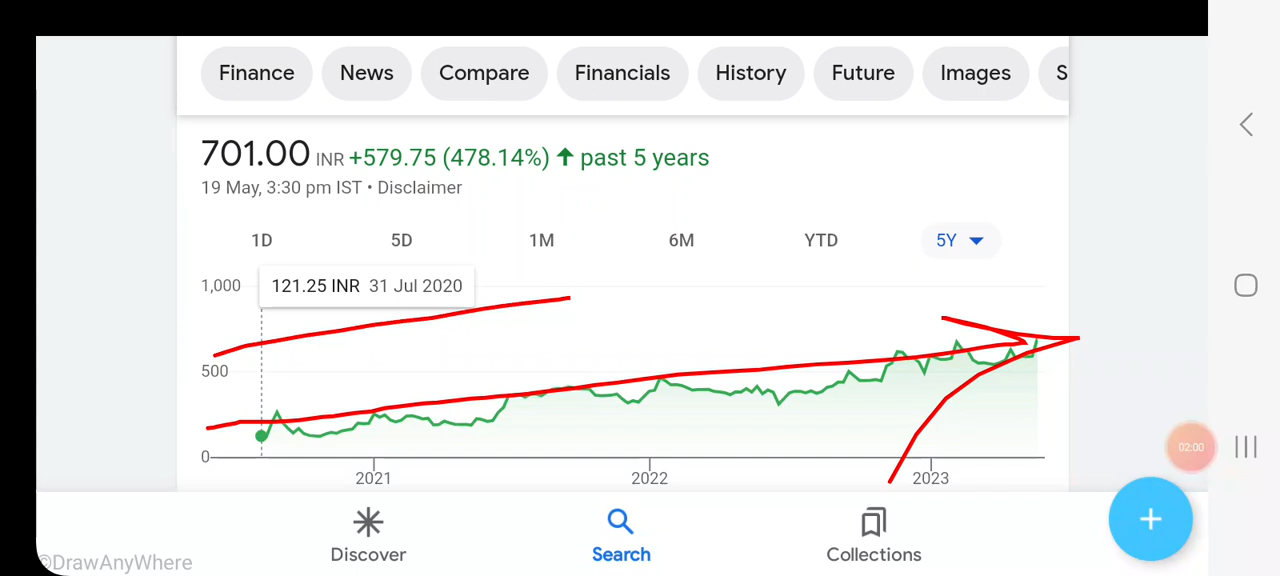 Finance News Compare Financials History Future Images S
701.00 INR +579.75 (478.14%) ↑ past 5 years
19 May, 3:30 pm IST • Disclaimer
1D 5D 1M 6M YTD 5Y
1,000
121.25 INR 31 Jul 2020
500
0
2021 2022 2023
02:00
Discover Search Collections
©DrawAnyWhere